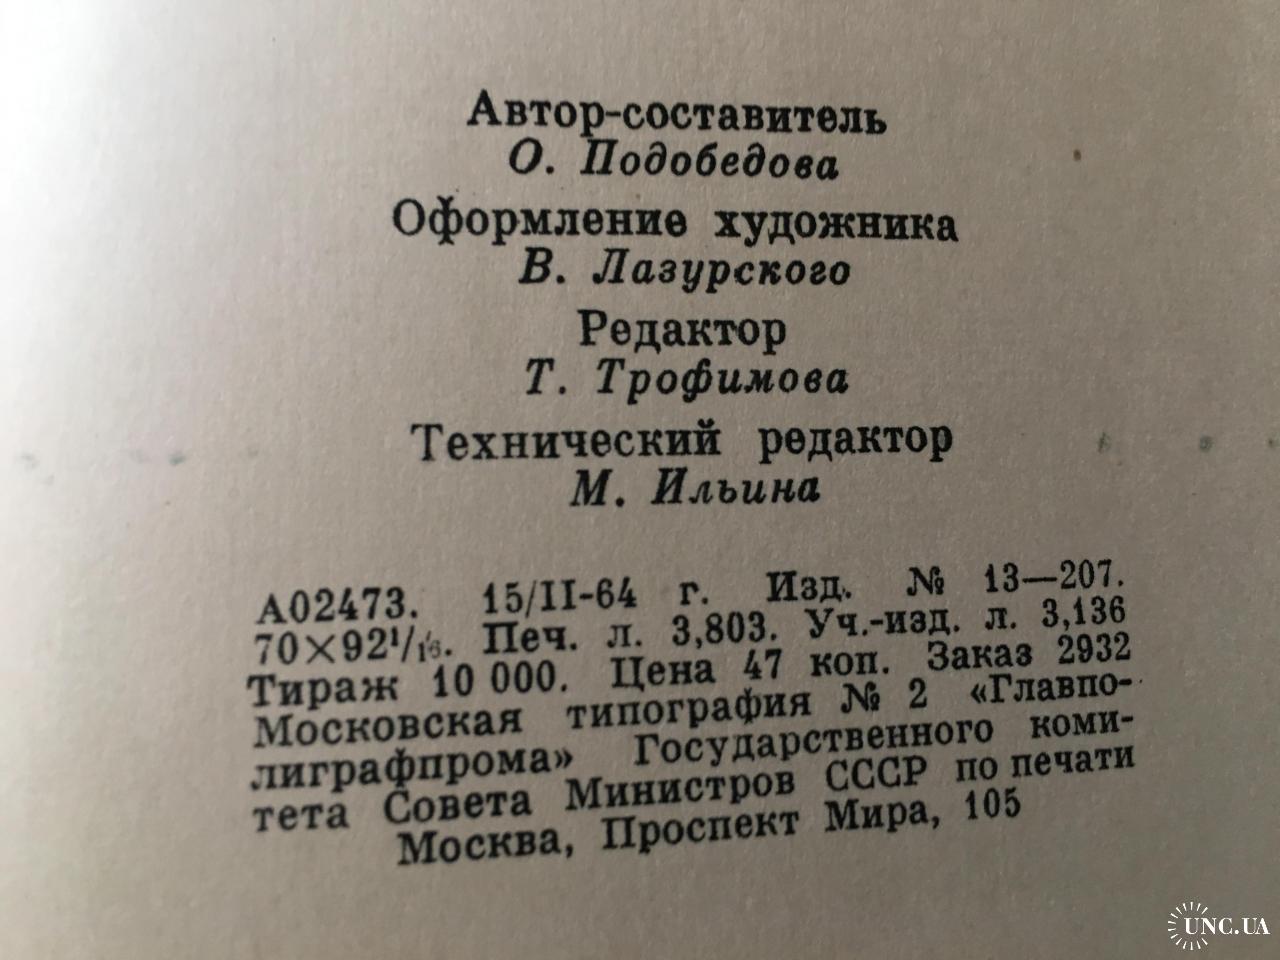 Автор-составитель
О. Подобедова
Оформление художника
В. Лазурского
Редактор
Т. Трофимова
Технический редактор
М. Ильина
А02473. 15/II-64 г. Изд. № 13—207.
70×92¹/₁₆. Печ. л. 3,803. Уч.-изд. л. 3,136
Тираж 10 000. Цена 47 коп. Заказ 2932
Московская типография № 2 «Главпо-
лиграфпрома» Государственного коми-
тета Совета Министров СССР по печати
Москва, Проспект Мира, 105
UNC.UA